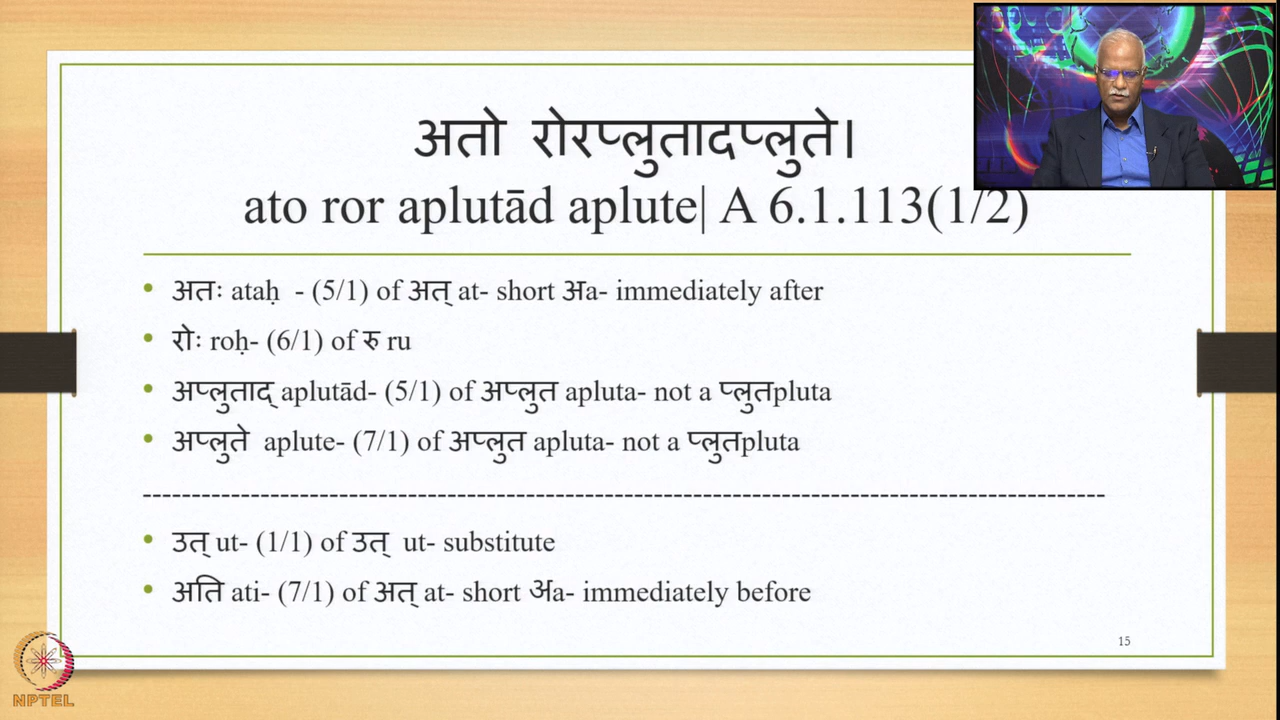 अतो रोरप्लुतादप्लुते।
ato ror aplutād aplute| A 6.1.113(1/2)
• अतः ataḥ - (5/1) of अत् at- short अa- immediately after
• रोः roḥ- (6/1) of रु ru
• अप्लुताद् aplutād- (5/1) of अप्लुत apluta- not a प्लुतpluta
• अप्लुते aplute- (7/1) of अप्लुत apluta- not a प्लुतpluta
--------------------------------------------------------------------------------------------
• उत् ut- (1/1) of उत् ut- substitute
• अति ati- (7/1) of अत् at- short अa- immediately before
15
NPTEL